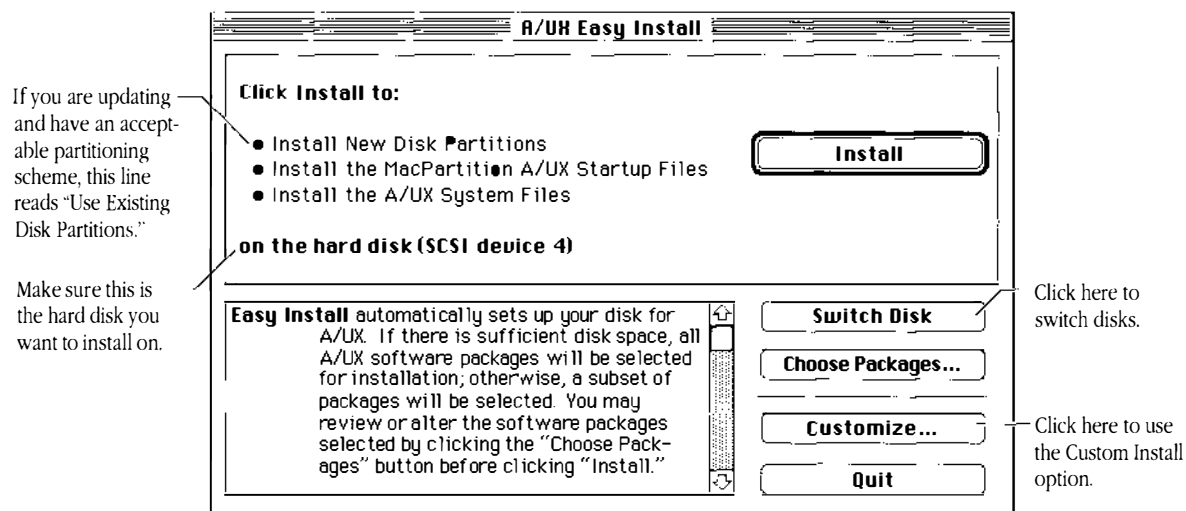 A/UX Easy Install
If you are updating
and have an accept-
able partitioning
scheme, this line
reads “Use Existing
Disk Partitions.”
Make sure this is
the hard disk you
want to install on.
Click Install to:
● Install New Disk Partitions
● Install the MacPartition A/UX Startup Files
● Install the A/UX System Files
on the hard disk (SCSI device 4)
Install
Easy Install automatically sets up your disk for
A/UX. If there is sufficient disk space, all
A/UX software packages will be selected
for installation; otherwise, a subset of
packages will be selected. You may
review or alter the software packages
selected by clicking the “Choose Pack-
ages” button before clicking “Install.”
Switch Disk
Choose Packages...
Customize...
Quit
Click here to
switch disks.
Click here to use
the Custom Install
option.